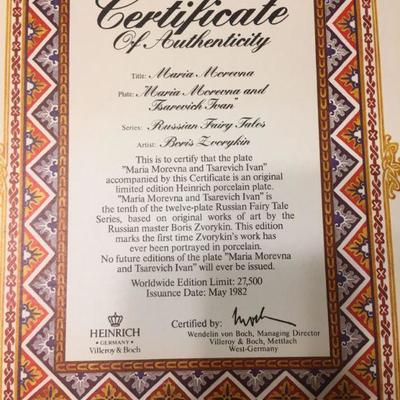 Certificate
Of Authenticity
Title: Maria Morevna
Plate: "Maria Morevna and
Tsarevich Ivan"
Series: Russian Fairy Tales
Artist: Boris Zvorykin
This is to certify that the plate
"Maria Morevna and Tsarevich Ivan"
accompanied by this Certificate is an original
limited edition Heinrich porcelain plate.
"Maria Morevna and Tsarevich Ivan" is
the tenth of the twelve-plate Russian Fairy Tale
Series, based on original works of art by the
Russian master Boris Zvorykin. This edition
marks the first time Zvorykin's work has
ever been portrayed in porcelain.
No future editions of the plate "Maria Morevna
and Tsarevich Ivan" will ever be issued.
Worldwide Edition Limit: 27,500
Issuance Date: May 1982
HEINRICH
• GERMANY •
Villeroy & Boch
Certified by:
Wendelin von Boch, Managing Director
Villeroy & Boch, Mettlach
West-Germany